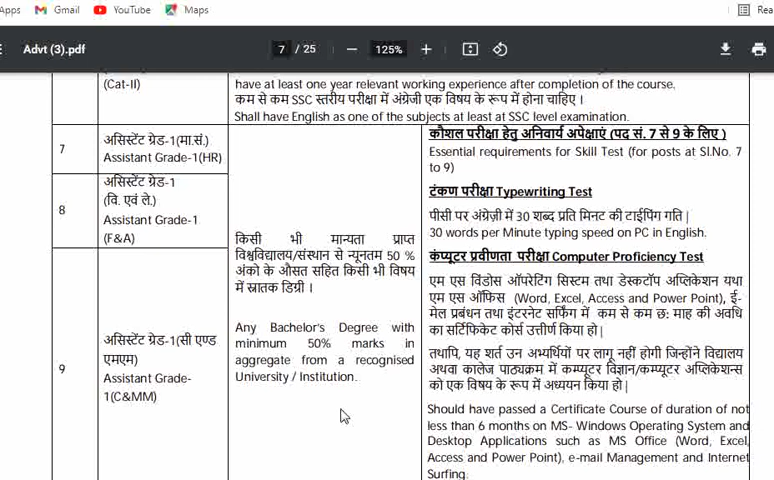 Apps
Gmail
YouTube
Maps
Rea
Advt (3).pdf
7 / 25
125%
(Cat-II)
have at least one year relevant working experience after completion of the course.
कम से कम SSC स्तरीय परीक्षा में अंग्रेजी एक विषय के रूप में होना चाहिए ।
Shall have English as one of the subjects at least at SSC level examination.
7
असिस्टेंट ग्रेड-1(मा.सं.)
Assistant Grade-1(HR)
8
असिस्टेंट ग्रेड-1
(वि. एवं ले.)
Assistant Grade-1
(F&A)
9
असिस्टेंट ग्रेड-1(सी एण्ड
एमएम)
Assistant Grade-
1(C&MM)
किसी भी मान्यता प्राप्त
विश्वविद्यालय/संस्थान से न्यूनतम 50 %
अंको के औसत सहित किसी भी विषय
में स्नातक डिग्री ।
Any Bachelor's Degree with
minimum 50% marks in
aggregate from a recognised
University / Institution.
कौशल परीक्षा हेतु अनिवार्य अपेक्षाएं (पद सं. 7 से 9 के लिए )
Essential requirements for Skill Test (for posts at Sl.No. 7
to 9)
टंकण परीक्षा Typewriting Test
पीसी पर अंग्रेज़ी में 30 शब्द प्रति मिनट की टाईपिंग गति |
30 words per Minute typing speed on PC in English.
कंप्यूटर प्रवीणता परीक्षा Computer Proficiency Test
एम एस विंडोस ऑपरेटिंग सिस्टम तथा डेस्कटॉप अप्लिकेशन यथा
एम एस ऑफिस (Word, Excel, Access and Power Point), ई-
मेल प्रबंधन तथा इंटरनेट सर्फिंग में कम से कम छ: माह की अवधि
का सर्टिफिकेट कोर्स उत्तीर्ण किया हो |
तथापि, यह शर्त उन अभ्यर्थियों पर लागू नहीं होगी जिन्होंने विद्यालय
अथवा कालेज पाठ्यक्रम में कम्प्यूटर विज्ञान/कम्प्यूटर अप्लिकेशन्स
को एक विषय के रूप में अध्ययन किया हो |
Should have passed a Certificate Course of duration of not
less than 6 months on MS- Windows Operating System and
Desktop Applications such as MS Office (Word, Excel,
Access and Power Point), e-mail Management and Internet
Surfing.